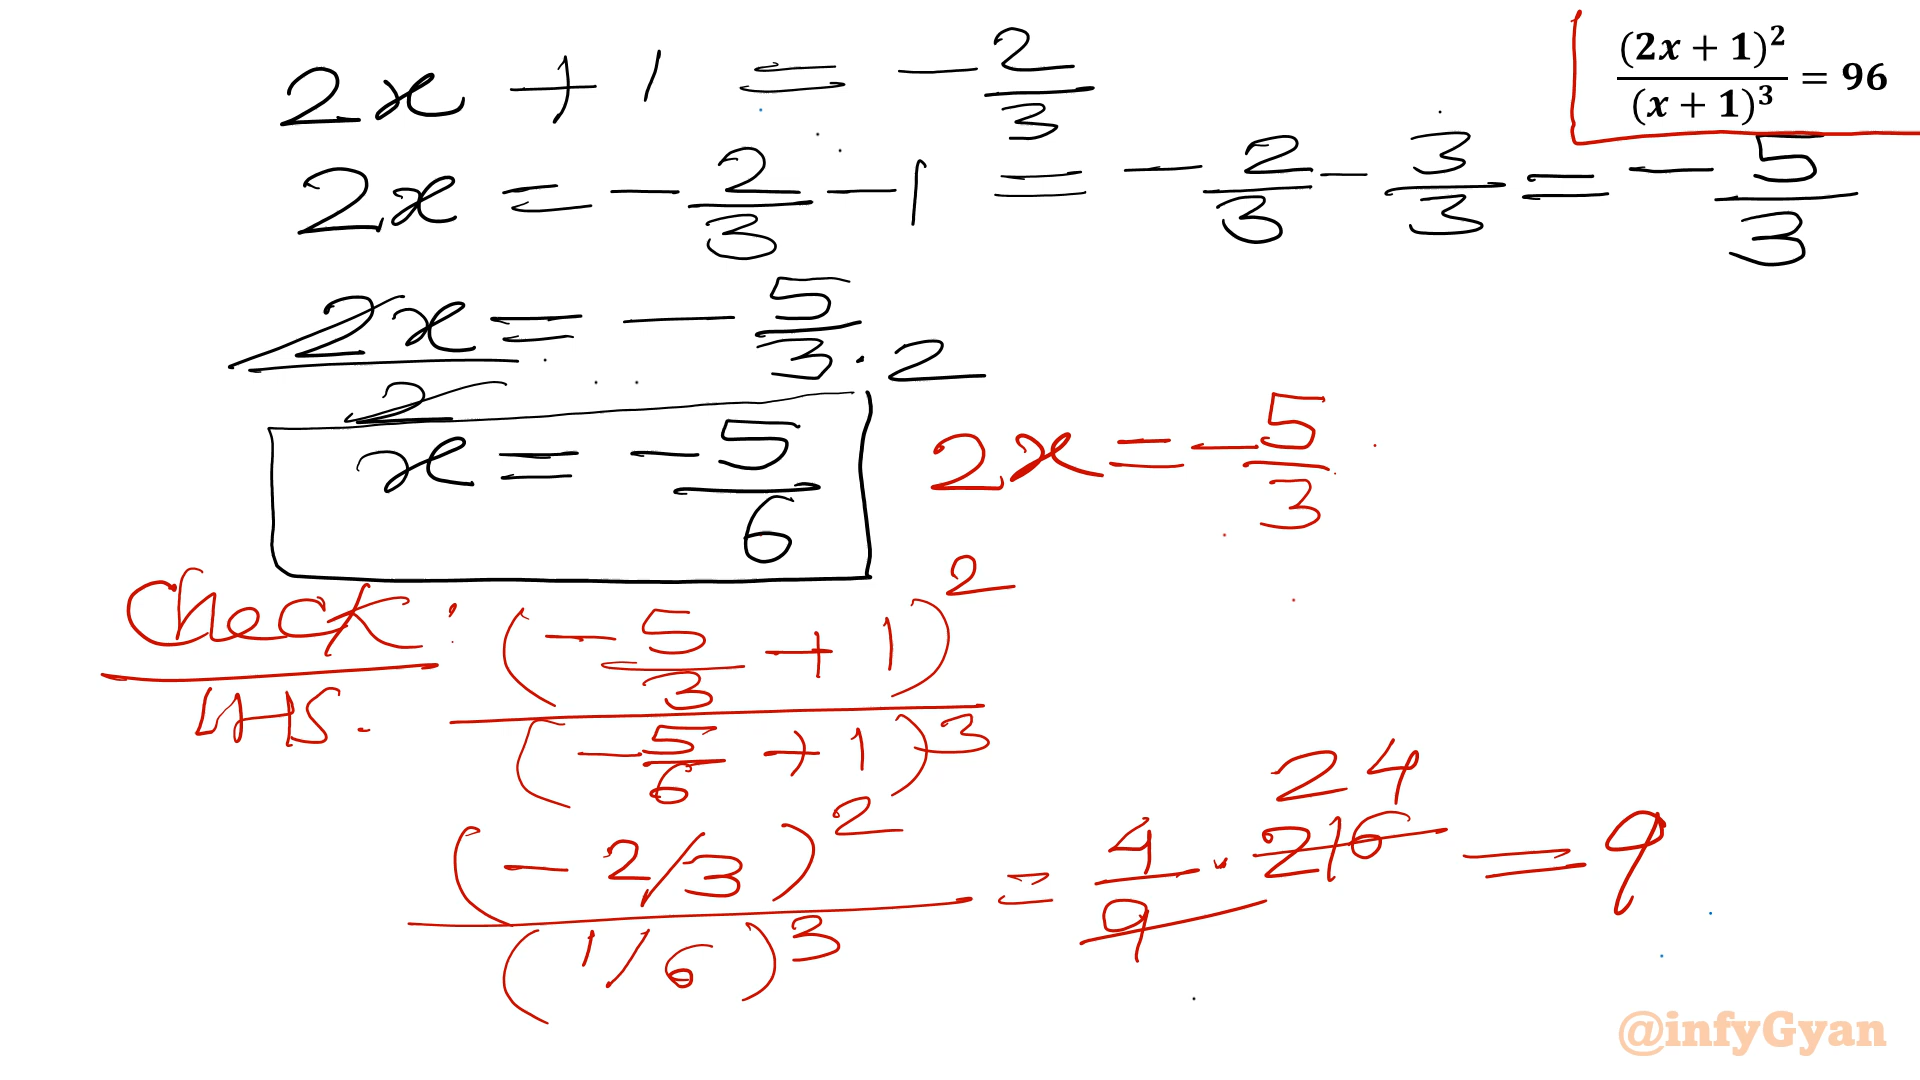 (2x + 1)² / (x + 1)³ = 96
2x + 1 = - 2/3
2x = - 2/3 - 1 = - 2/3 - 3/3 = - 5/3
2x/2 = - 5/3·2
x = - 5/6
2x = - 5/3
Check:
LHS. (- 5/3 + 1)² / (- 5/6 + 1)³
(- 2/3)² / (1/6)³ = 4/9 · 216 24 = 9
@infyGyan